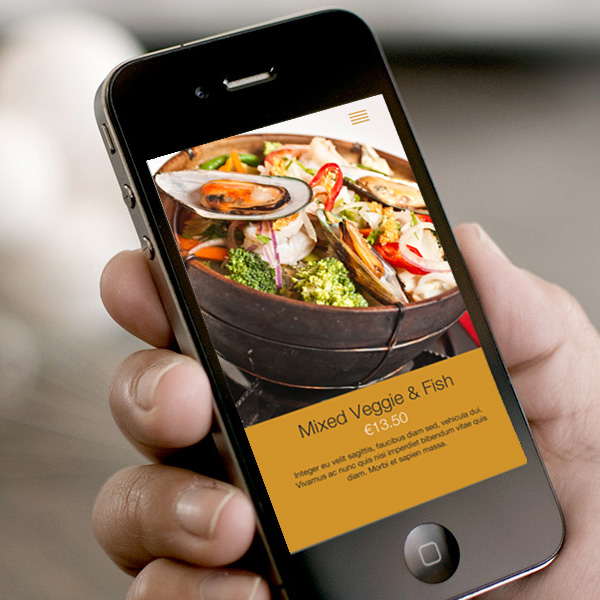 Mixed Veggie & Fish
€13.50
Integer eu velit sagittis, faucibus diam sed, vehicula dui.
Vivamus ac nunc quis nisi imperdiet bibendum vitae quis
diam. Morbi et sapien massa.